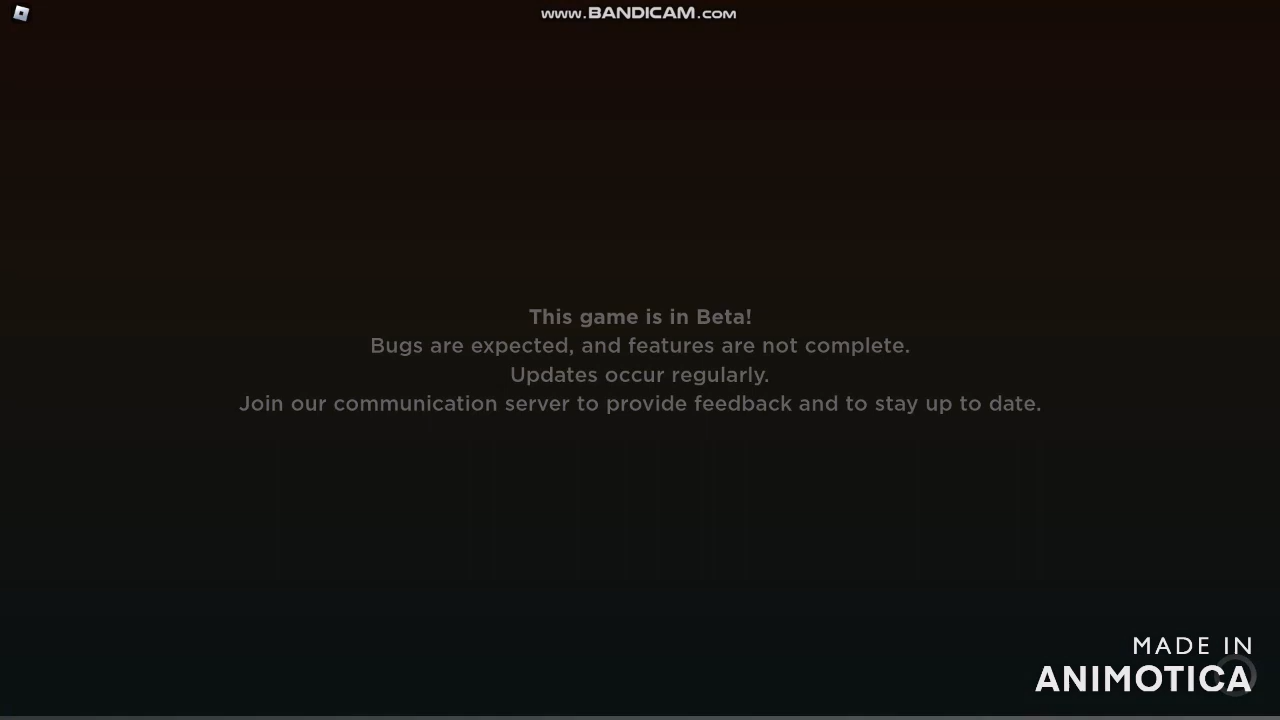 www.BANDICAM.com
This game is in Beta!
Bugs are expected, and features are not complete.
Updates occur regularly.
Join our communication server to provide feedback and to stay up to date.
MADE IN
ANIMOTICA